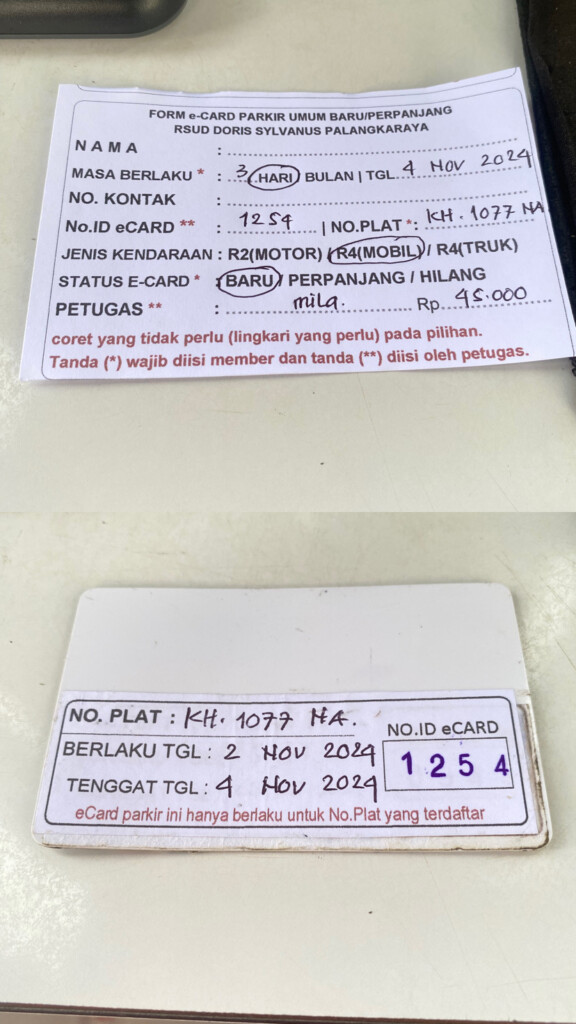 FORM e-CARD PARKIR UMUM BARU/PERPANJANG
RSUD DORIS SYLVANUS PALANGKARAYA
NAMA :
MASA BERLAKU * : 3 HARI BULAN | TGL. 4 NOV 2024
NO. KONTAK :
No.ID eCARD ** : 1254 | NO.PLAT *: KH. 1077 NA
JENIS KENDARAAN : R2(MOTOR) / R4(MOBIL) / R4(TRUK)
STATUS E-CARD * : BARU / PERPANJANG / HILANG
PETUGAS ** : mila. Rp. 45.000
coret yang tidak perlu (lingkari yang perlu) pada pilihan.
Tanda (*) wajib diisi member dan tanda (**) diisi oleh petugas.
NO. PLAT : KH. 1077 NA.
NO.ID eCARD
BERLAKU TGL : 2 NOV 2024
1254
TENGGAT TGL : 4 NOV 2024
eCard parkir ini hanya berlaku untuk No.Plat yang terdaftar